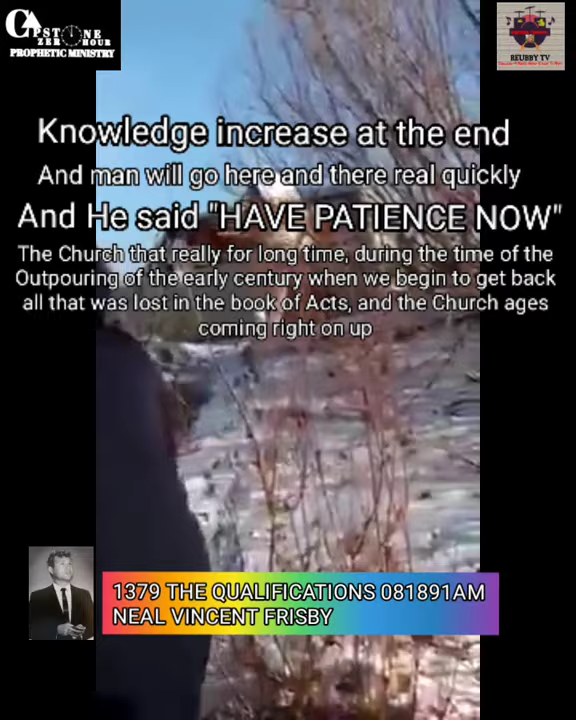 CAPSTONE
ZERO HOUR
PROPHETIC MINISTRY
REUBBY TV
Knowledge increase at the end
And man will go here and there real quickly
And He said "HAVE PATIENCE NOW"
The Church that really for long time, during the time of the
Outpouring of the early century when we begin to get back
all that was lost in the book of Acts, and the Church ages
coming right on up
1379 THE QUALIFICATIONS 081891AM
NEAL VINCENT FRISBY